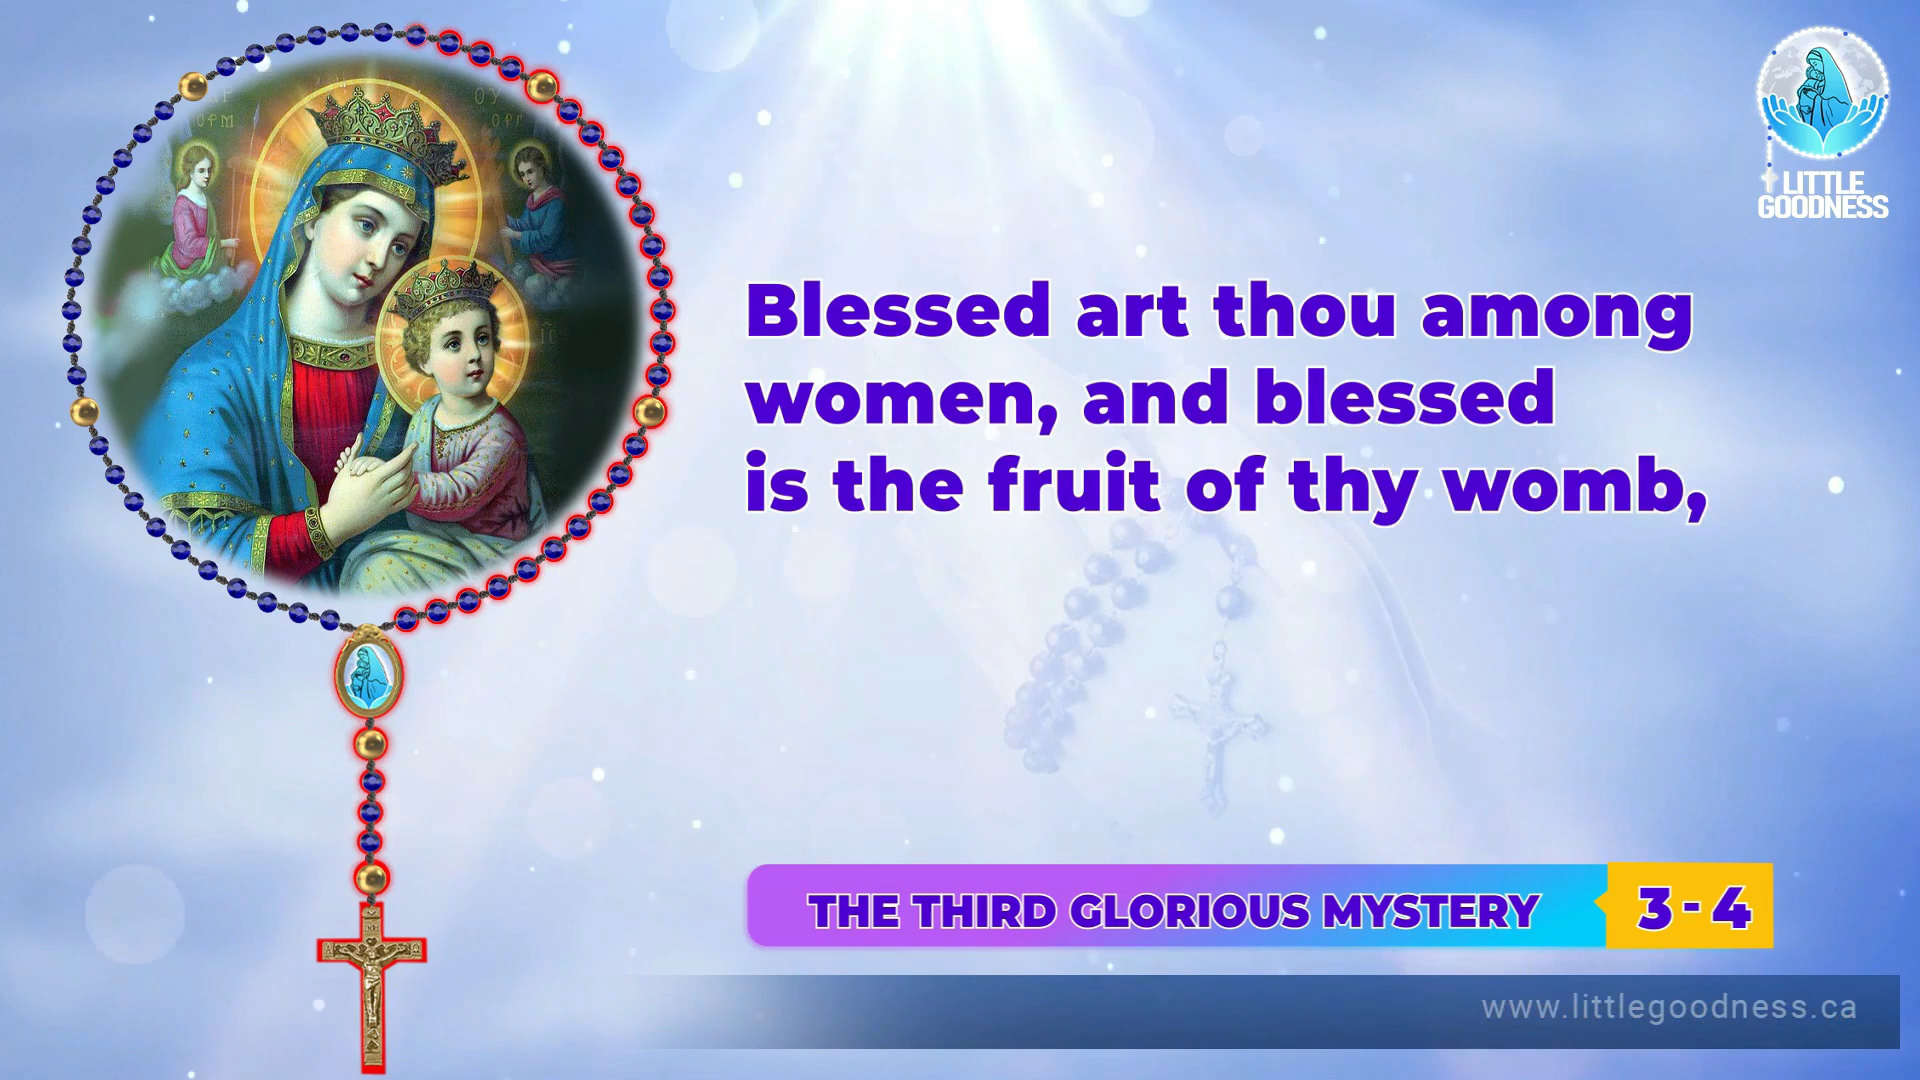 LITTLE
GOODNESS
Blessed art thou among
women, and blessed
is the fruit of thy womb,
THE THIRD GLORIOUS MYSTERY 3 - 4
www.littlegoodness.ca
INRI